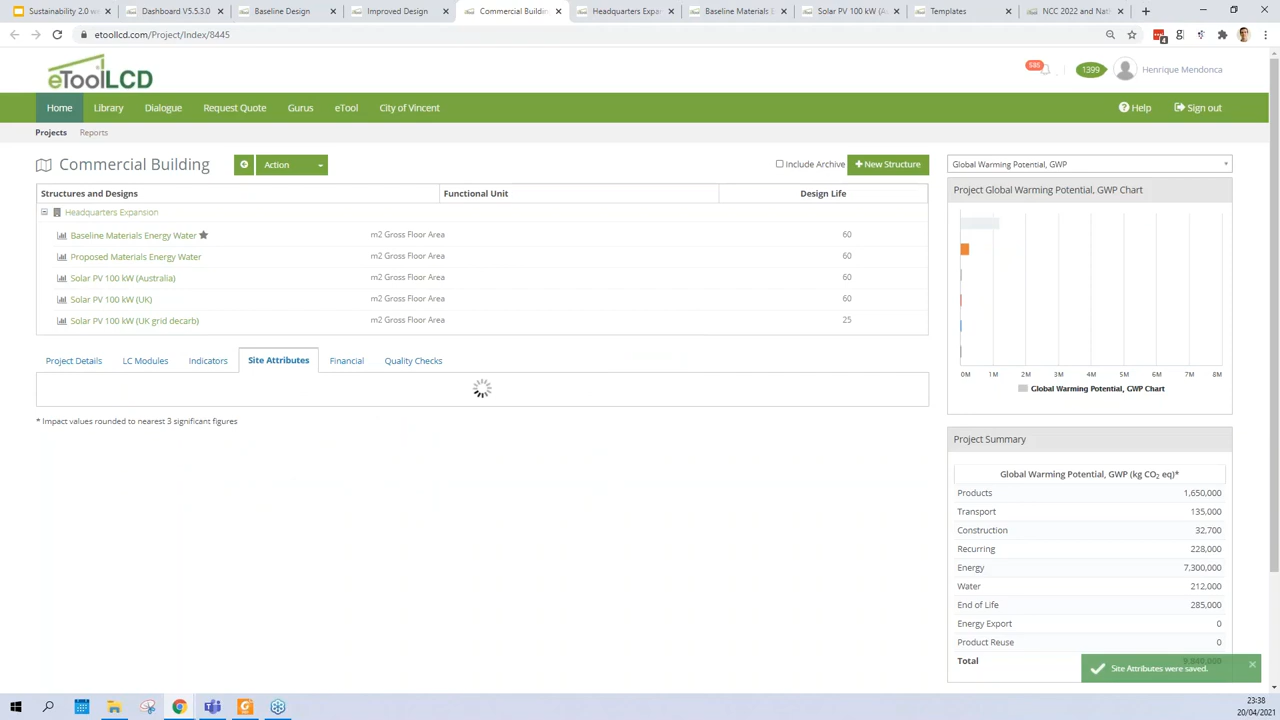 Sustainability 2.0 w
Dashboard V5.5.3.0
Baseline Design
Improved Design
Commercial Buildin
Headquarters Expan
Baseline Materials E
Solar PV 100 kW (A
Templates
NCC 2022 and Nat
etoollcd.com/Project/Index/8445
4
eToolLCD
585
1399
Henrique Mendonca
Home
Library
Dialogue
Request Quote
Gurus
eTool
City of Vincent
Help
Sign out
Projects
Reports
Commercial Building
Action
Include Archive
New Structure
Global Warming Potential, GWP
Structures and Designs
Functional Unit
Design Life
Project Global Warming Potential, GWP Chart
Headquarters Expansion
Baseline Materials Energy Water
m2 Gross Floor Area
60
Proposed Materials Energy Water
m2 Gross Floor Area
60
Solar PV 100 kW (Australia)
m2 Gross Floor Area
60
Solar PV 100 kW (UK)
m2 Gross Floor Area
60
Solar PV 100 kW (UK grid decarb)
m2 Gross Floor Area
25
0M 1M 2M 3M 4M 5M 6M 7M 8M
Global Warming Potential, GWP Chart
Project Details
LC Modules
Indicators
Site Attributes
Financial
Quality Checks
* Impact values rounded to nearest 3 significant figures
Project Summary
Global Warming Potential, GWP (kg CO₂ eq)*
Products 1,650,000
Transport 135,000
Construction 32,700
Recurring 228,000
Energy 7,300,000
Water 212,000
End of Life 285,000
Energy Export 0
Product Reuse 0
Total
Site Attributes were saved.
23:38
20/04/2021